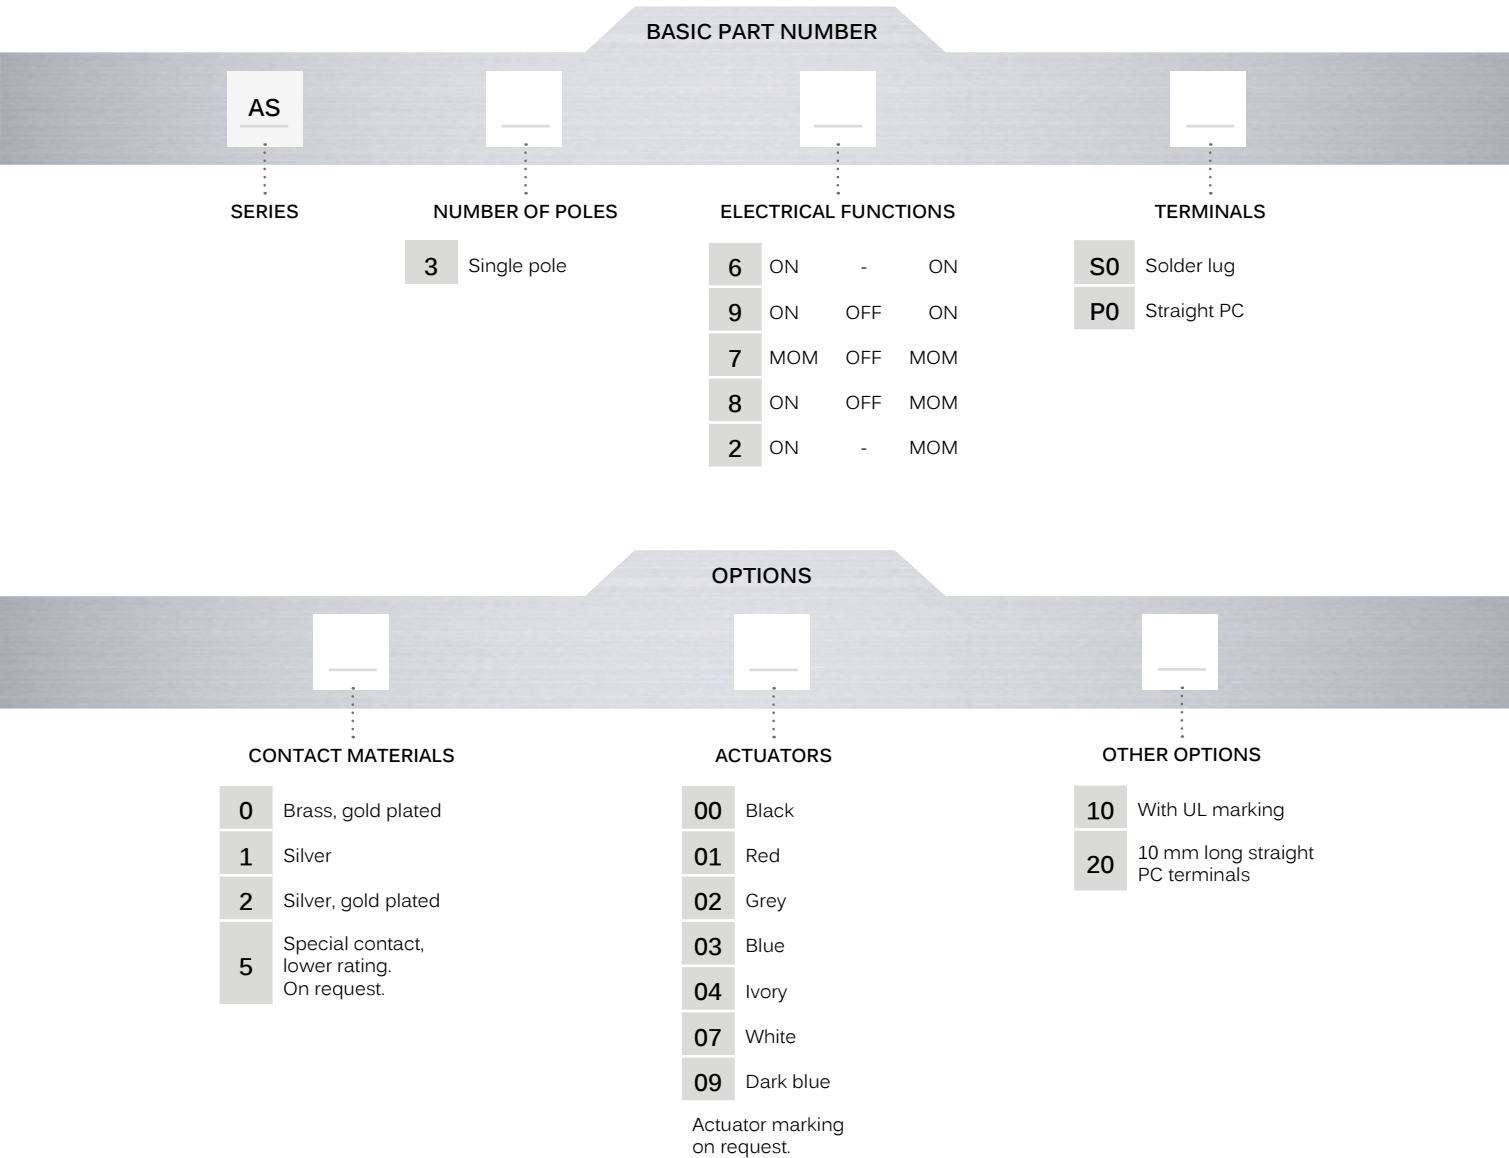 BASIC PART NUMBER
AS
SERIES
NUMBER OF POLES
3 Single pole
ELECTRICAL FUNCTIONS
6 ON - ON
9 ON OFF ON
7 MOM OFF MOM
8 ON OFF MOM
2 ON - MOM
TERMINALS
S0 Solder lug
P0 Straight PC
OPTIONS
CONTACT MATERIALS
0 Brass, gold plated
1 Silver
2 Silver, gold plated
5 Special contact,
lower rating.
On request.
ACTUATORS
00 Black
01 Red
02 Grey
03 Blue
04 Ivory
07 White
09 Dark blue
Actuator marking
on request.
OTHER OPTIONS
10 With UL marking
20 10 mm long straight
PC terminals